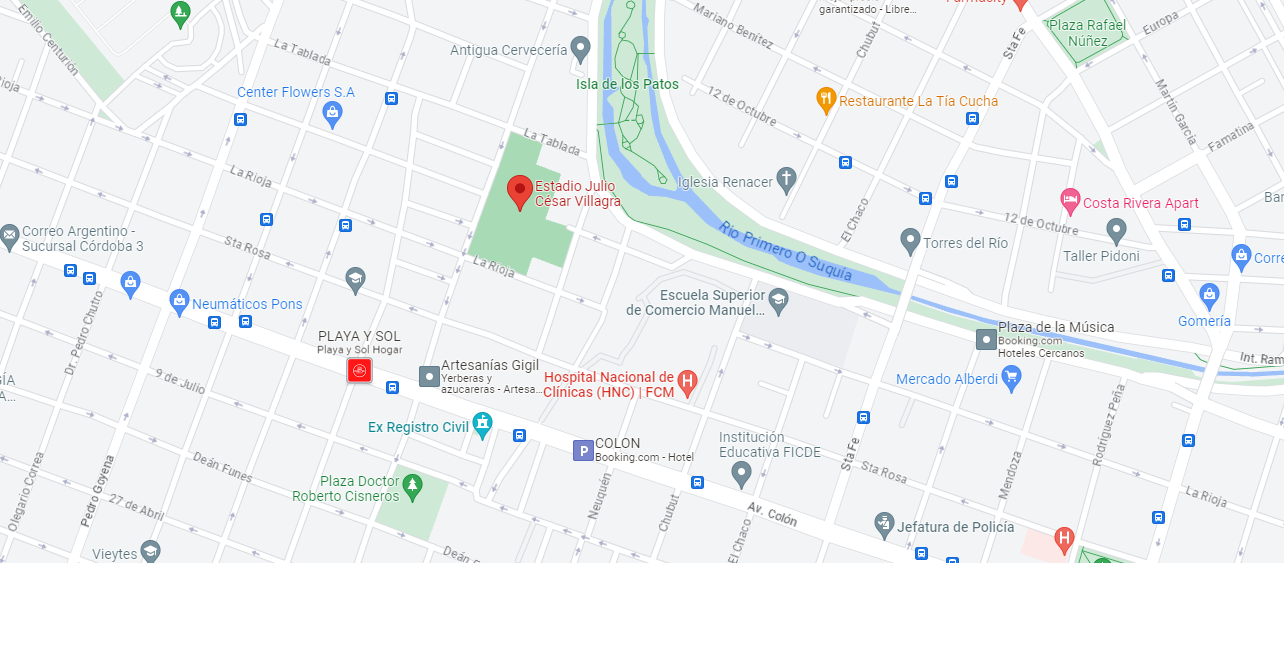 Emilio Centurión
La Tablada
Antigua Cervecería
Mariano Benítez
garantizado - Libre...
Chubut
Farmacity
Sta Fe
Plaza Rafael
Núñez
Europa
Rioja
Center Flowers S.A
Isla de los Patos
12 de Octubre
Restaurante La Tía Cucha
Martín García
Famatina
La Tablada
La Rioja
Estadio Julio
César Villagra
Iglesia Renacer
Costa Rivera Apart
Bar
Correo Argentino -
Sucursal Córdoba 3
Sta Rosa
La Rioja
Río Primero O Suquía
El Chaco
Torres del Río
12 de Octubre
Taller Pidoni
Corre
Dr. Pedro Chutto
Neumáticos Pons
Escuela Superior
de Comercio Manuel...
Gomería
PLAYA Y SOL
Playa y Sol Hogar
Plaza de la Música
Booking.com
Hoteles Cercanos
Int. Ram
9 de Julio
Artesanías Gigil
Yerberas y
azucareras - Artesa...
Hospital Nacional de
Clínicas (HNC) | FCM
Mercado Alberdi
ÍA
A...
Ex Registro Civil
P
COLON
Booking.com - Hotel
Institución
Educativa FICDE
Sta Fe
Rodríguez Peña
Olegario Correa
Pedro Goyena
Deán Funes
Plaza Doctor
Roberto Cisneros
Neuquén
Chubut
Sta Rosa
Mendoza
La Rioja
27 de Abril
Av. Colón
El Chaco
Jefatura de Policía
Vieytes
Deán